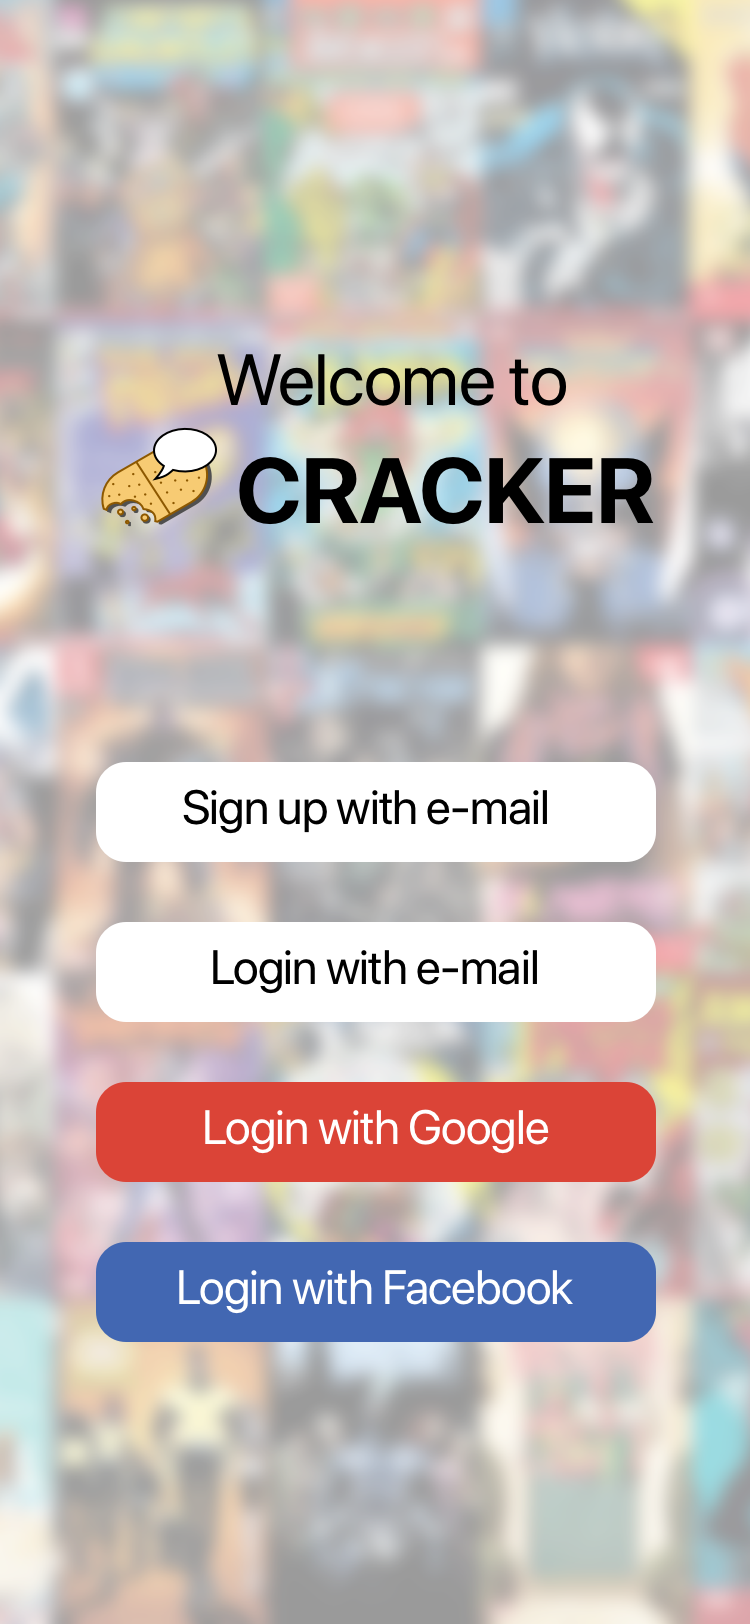 Welcome to
CRACKER
Sign up with e-mail
Login with e-mail
Login with Google
Login with Facebook